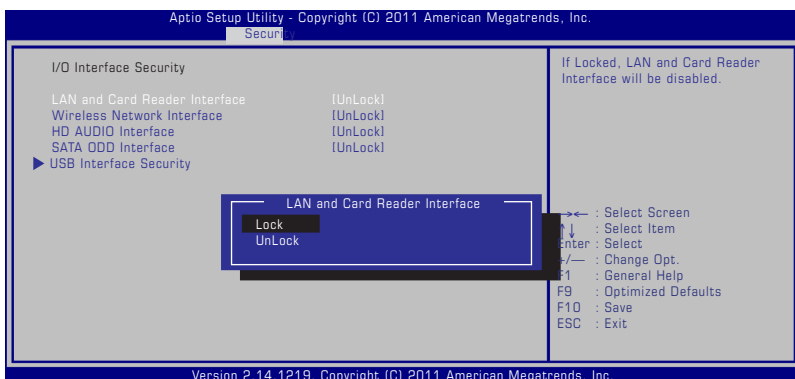 Aptio Setup Utility - Copyright (C) 2011 American Megatrends, Inc.
Security
I/O Interface Security
LAN and Card Reader Interface [UnLock]
Wireless Network Interface [UnLock]
HD AUDIO Interface [UnLock]
SATA ODD Interface [UnLock]
USB Interface Security
If Locked, LAN and Card Reader
Interface will be disabled.
LAN and Card Reader Interface
Lock
UnLock
→← : Select Screen
↑↓ : Select Item
Enter : Select
+/— : Change Opt.
F1 : General Help
F9 : Optimized Defaults
F10 : Save
ESC : Exit
Version 2.14.1219. Copyright (C) 2011 American Megatrends, Inc.